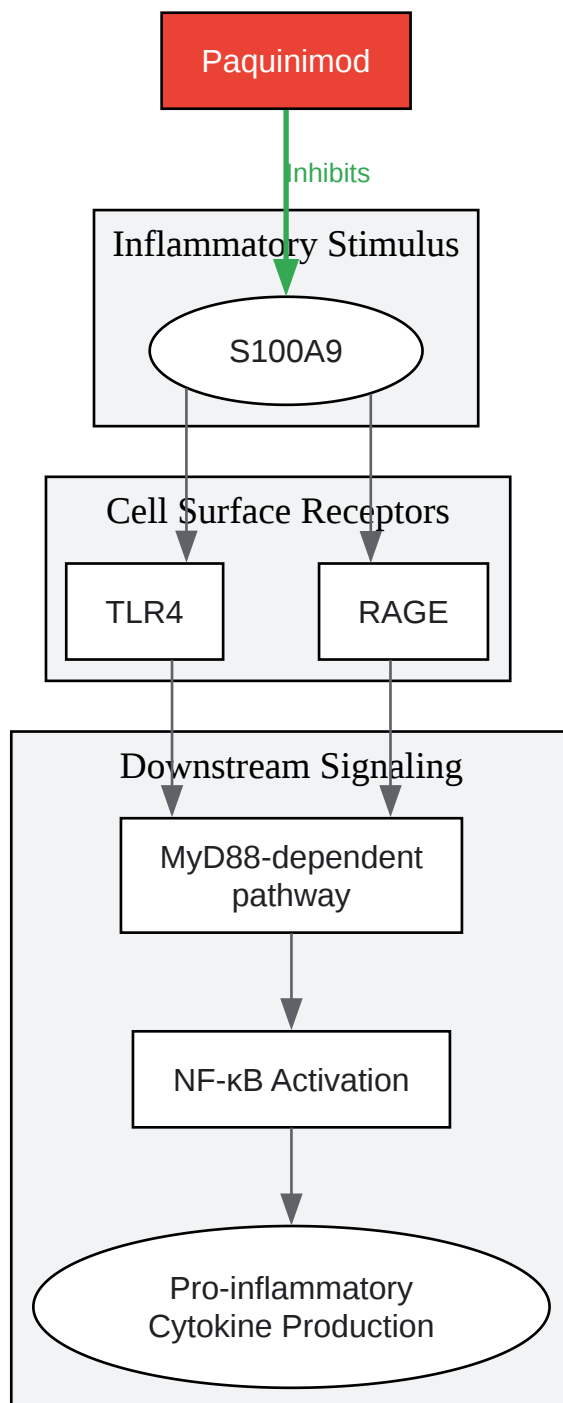 Paquinimod
Inhibits
Inflammatory Stimulus
S100A9
Cell Surface Receptors
TLR4
RAGE
Downstream Signaling
MyD88-dependent
pathway
NF-κB Activation
Pro-inflammatory
Cytokine Production